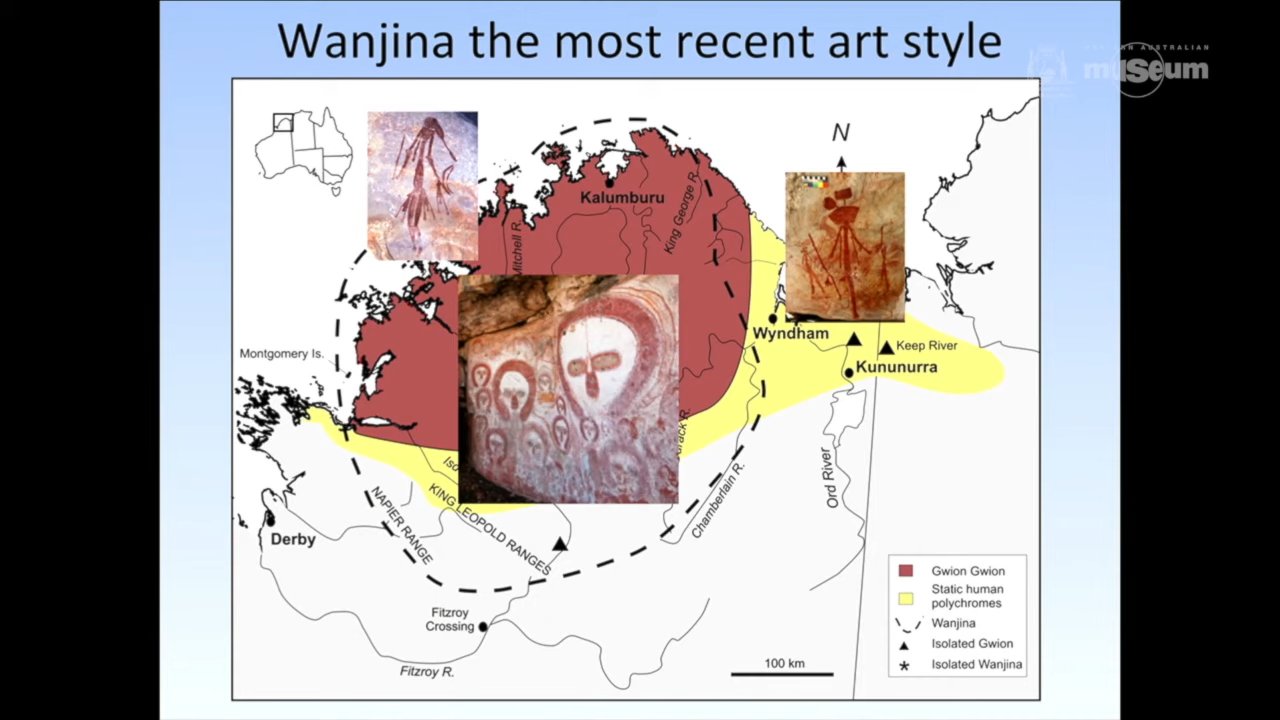 Wanjina the most recent art style
WESTERN AUSTRALIAN
museum
N
Kalumburu
King George R.
Mitchell R.
Montgomery Is.
Wyndham
Keep River
Kununurra
Chamberlain R.
Ord River
NAPIER RANGE
KING LEOPOLD RANGES
Derby
Fitzroy
Crossing
Fitzroy R.
100 km
Gwion Gwion
Static human
polychromes
Wanjina
Isolated Gwion
Isolated Wanjina